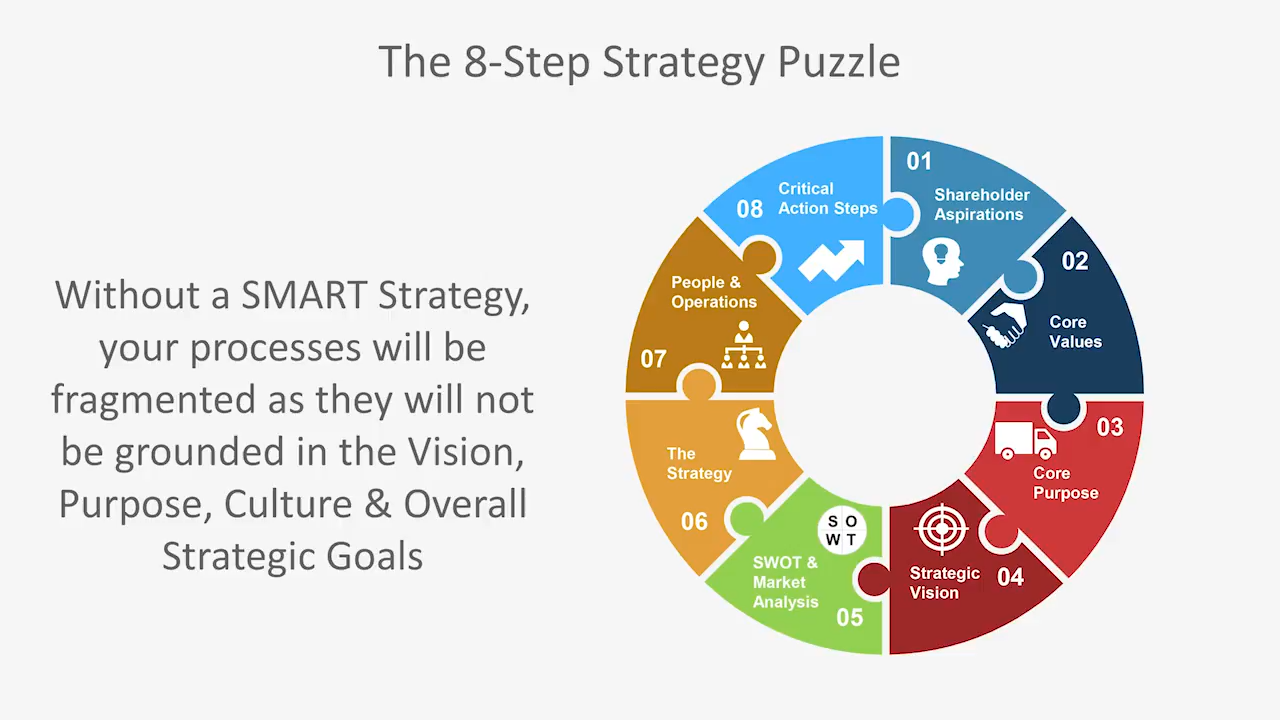 The 8-Step Strategy Puzzle
Without a SMART Strategy,
your processes will be
fragmented as they will not
be grounded in the Vision,
Purpose, Culture & Overall
Strategic Goals
01
Shareholder
Aspirations
02
Core
Values
03
Core
Purpose
Strategic
Vision
04
S O
W T
SWOT &
Market
Analysis
05
The
Strategy
06
People &
Operations
07
Critical
Action Steps
08